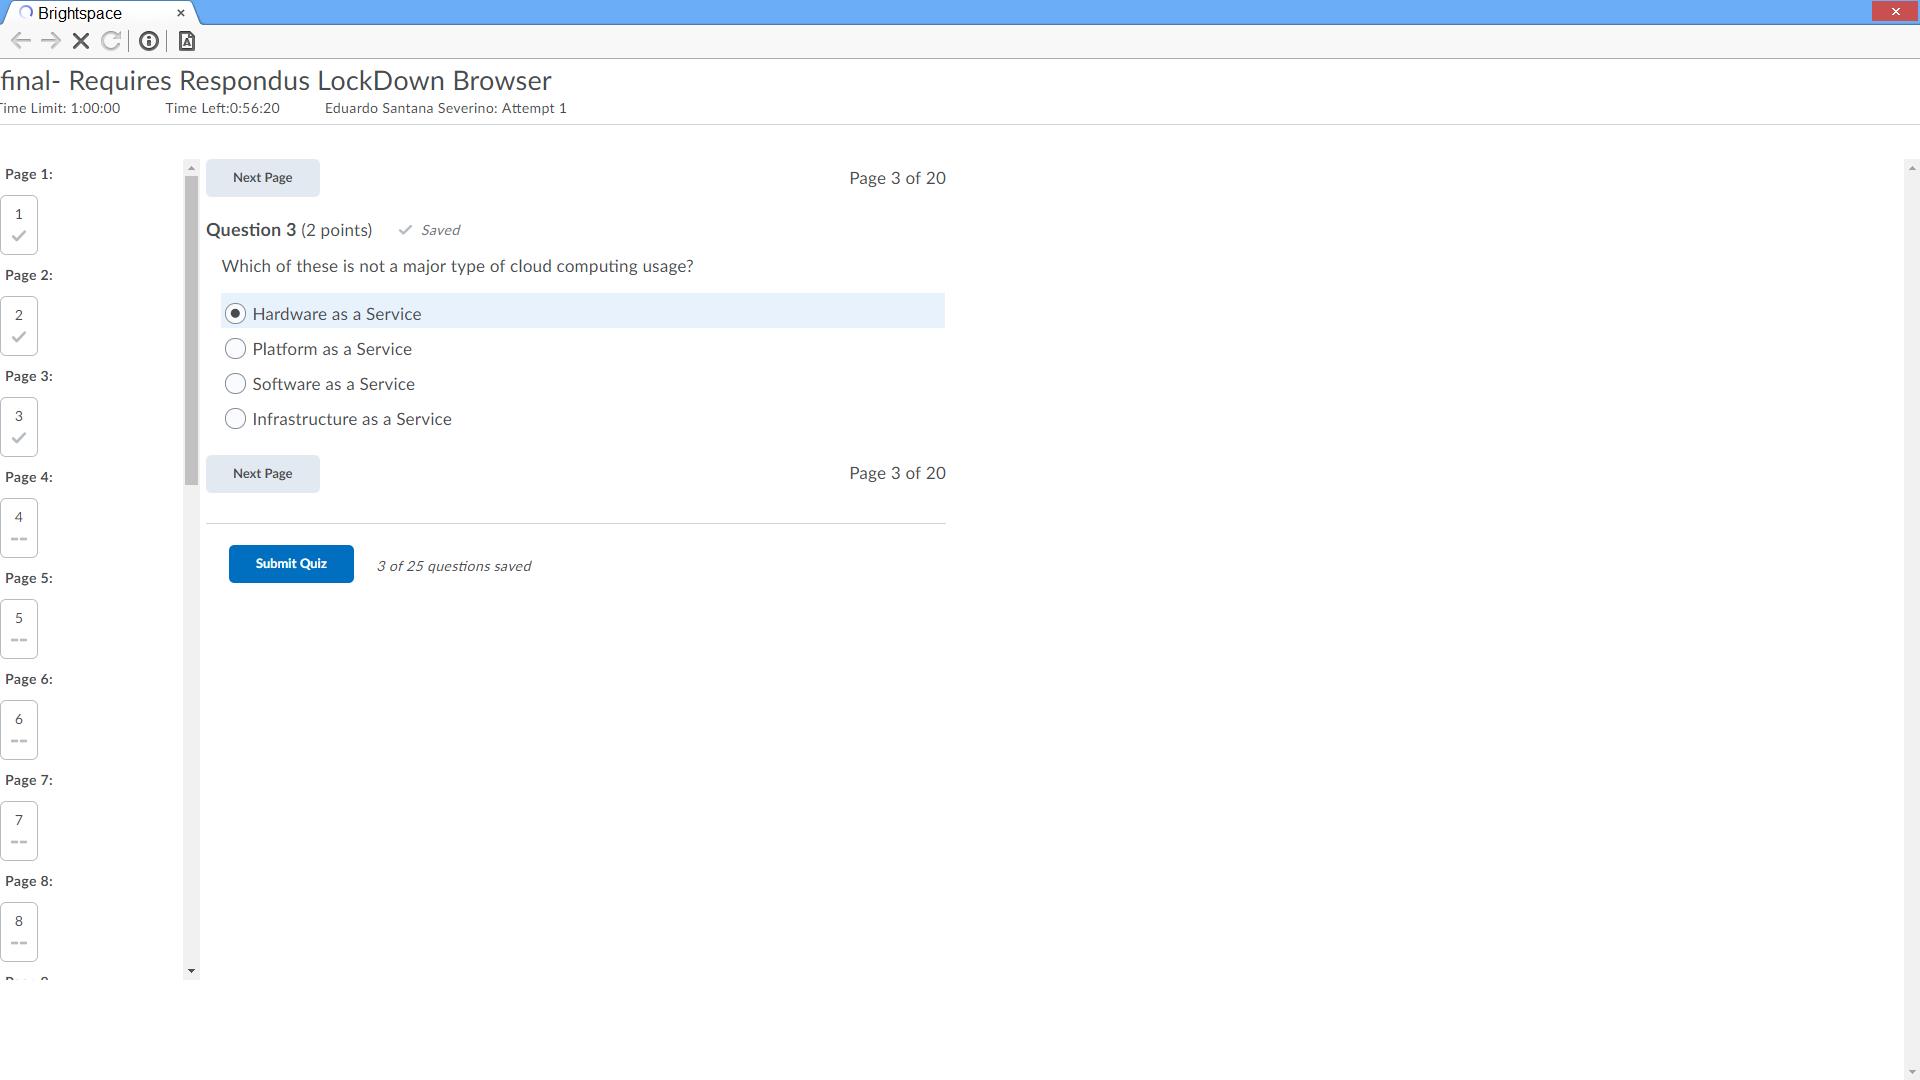 Brightspace
final- Requires Respondus LockDown Browser
Time Limit: 1:00:00 Time Left:0:56:20 Eduardo Santana Severino: Attempt 1
Page 1:
1
Page 2:
2
Page 3:
3
Page 4:
4
--
Page 5:
5
--
Page 6:
6
--
Page 7:
7
--
Page 8:
8
--
Next Page Page 3 of 20
Question 3 (2 points) Saved
Which of these is not a major type of cloud computing usage?
Hardware as a Service
Platform as a Service
Software as a Service
Infrastructure as a Service
Next Page Page 3 of 20
Submit Quiz 3 of 25 questions saved